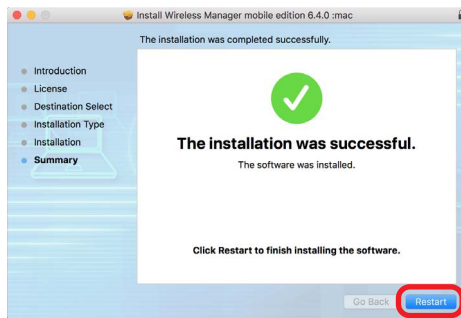 Install Wireless Manager mobile edition 6.4.0 :mac
The installation was completed successfully.
Introduction
License
Destination Select
Installation Type
Installation
Summary
The installation was successful.
The software was installed.
Click Restart to finish installing the software.
Go Back
Restart